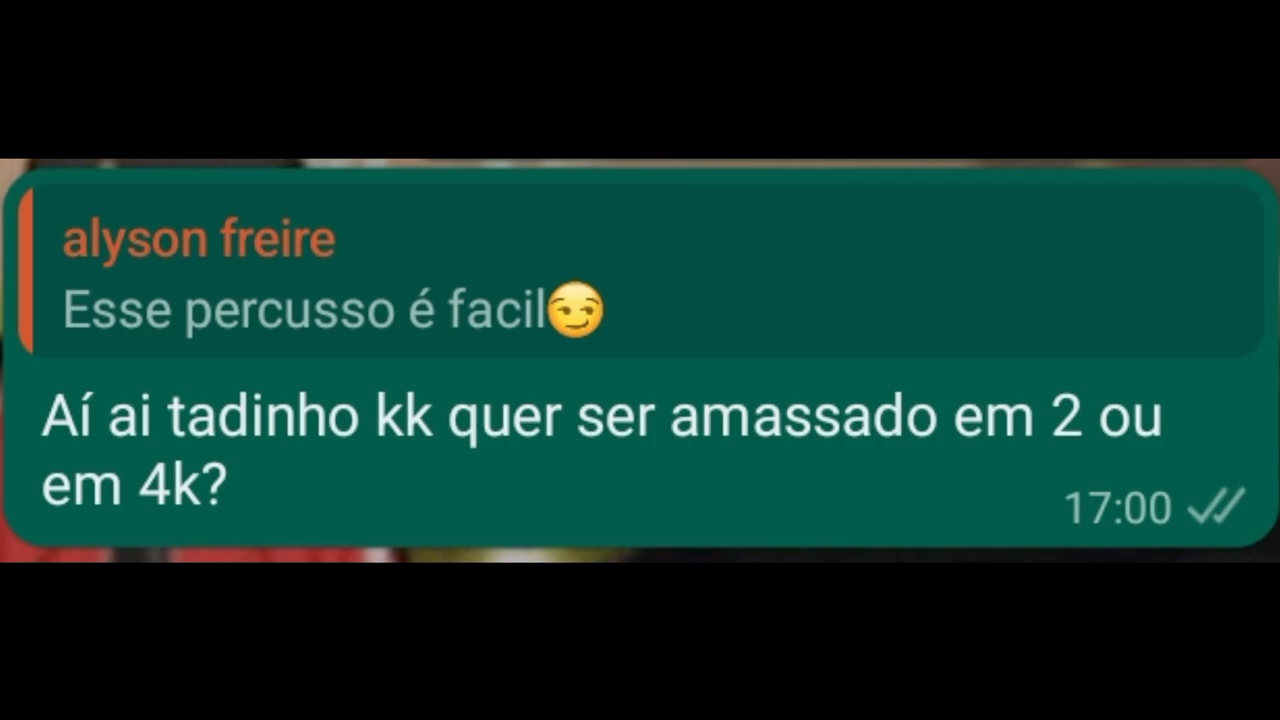 alyson freire
Esse percusso é facil😏
Aí ai tadinho kk quer ser amassado em 2 ou
em 4k?
17:00